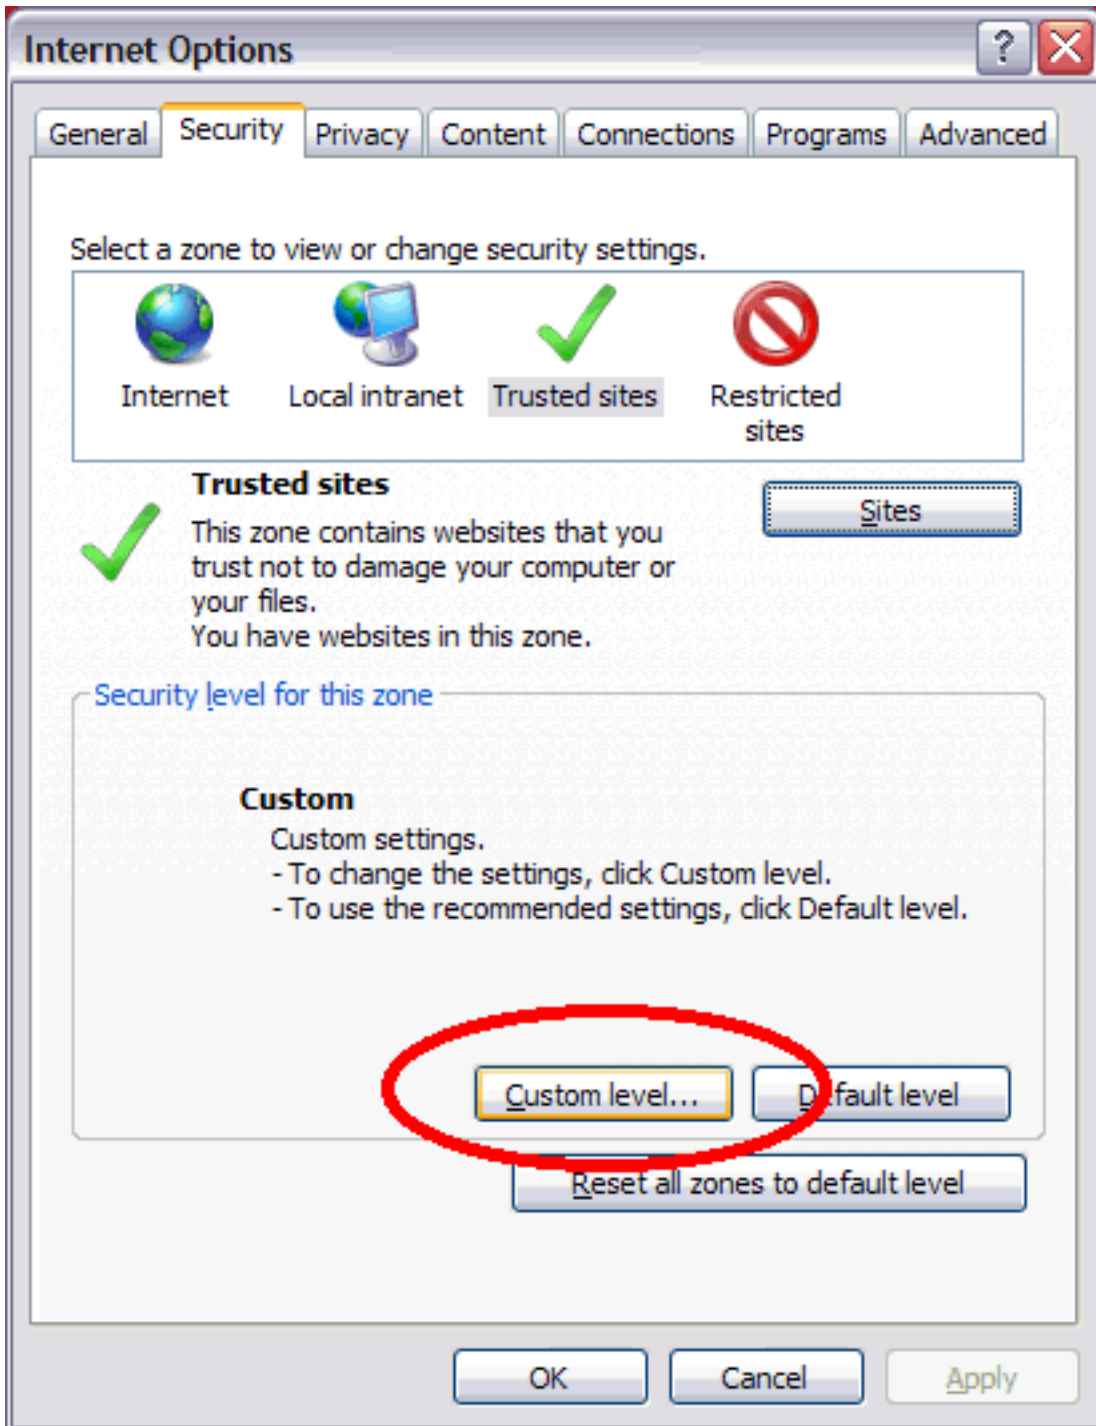 Internet Options
?
General Security Privacy Content Connections Programs Advanced
Select a zone to view or change security settings.
Internet Local intranet Trusted sites Restricted
sites
Trusted sites
Sites
This zone contains websites that you
trust not to damage your computer or
your files.
You have websites in this zone.
Security level for this zone
Custom
Custom settings.
- To change the settings, click Custom level.
- To use the recommended settings, click Default level.
Custom level... Default level
Reset all zones to default level
OK Cancel Apply